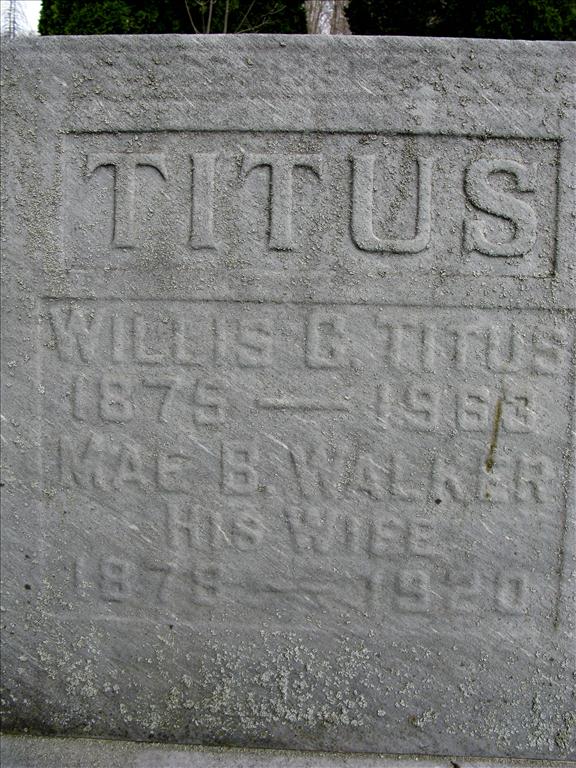 TITUS
WILLIS C. TITUS
1875 — 1963
MAE B. WALKER
HIS WIFE
1878 — 1920